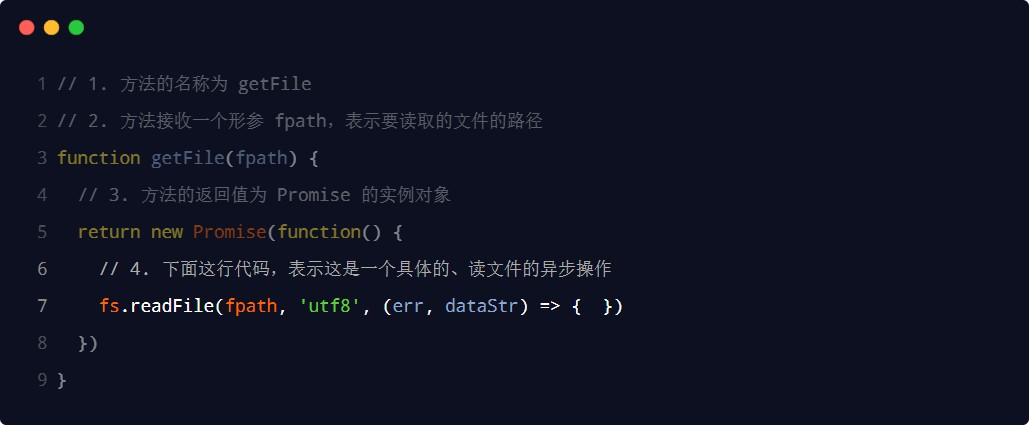 1 // 1. 方法的名称为 getFile
2 // 2. 方法接收一个形参 fpath，表示要读取的文件的路径
3 function getFile(fpath) {
4   // 3. 方法的返回值为 Promise 的实例对象
5   return new Promise(function() {
6     // 4. 下面这行代码，表示这是一个具体的、读文件的异步操作
7     fs.readFile(fpath, 'utf8', (err, dataStr) => {  })
8   })
9 }